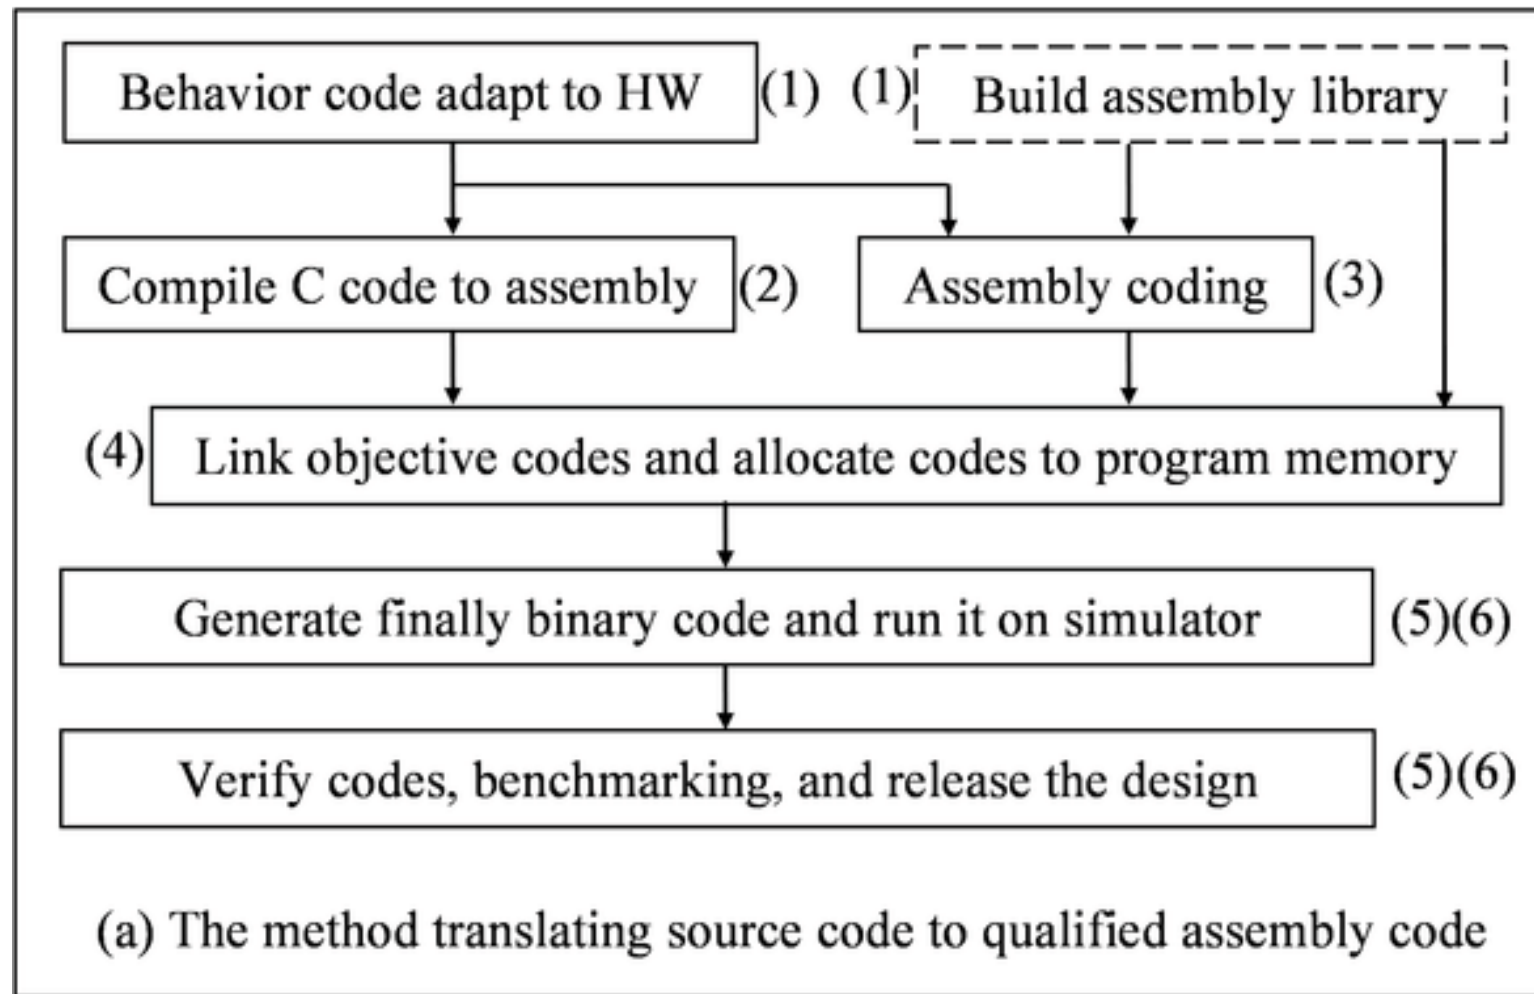 Behavior code adapt to HW (1) (1) Build assembly library
Compile C code to assembly (2) Assembly coding (3)
(4) Link objective codes and allocate codes to program memory
Generate finally binary code and run it on simulator (5)(6)
Verify codes, benchmarking, and release the design (5)(6)
(a) The method translating source code to qualified assembly code